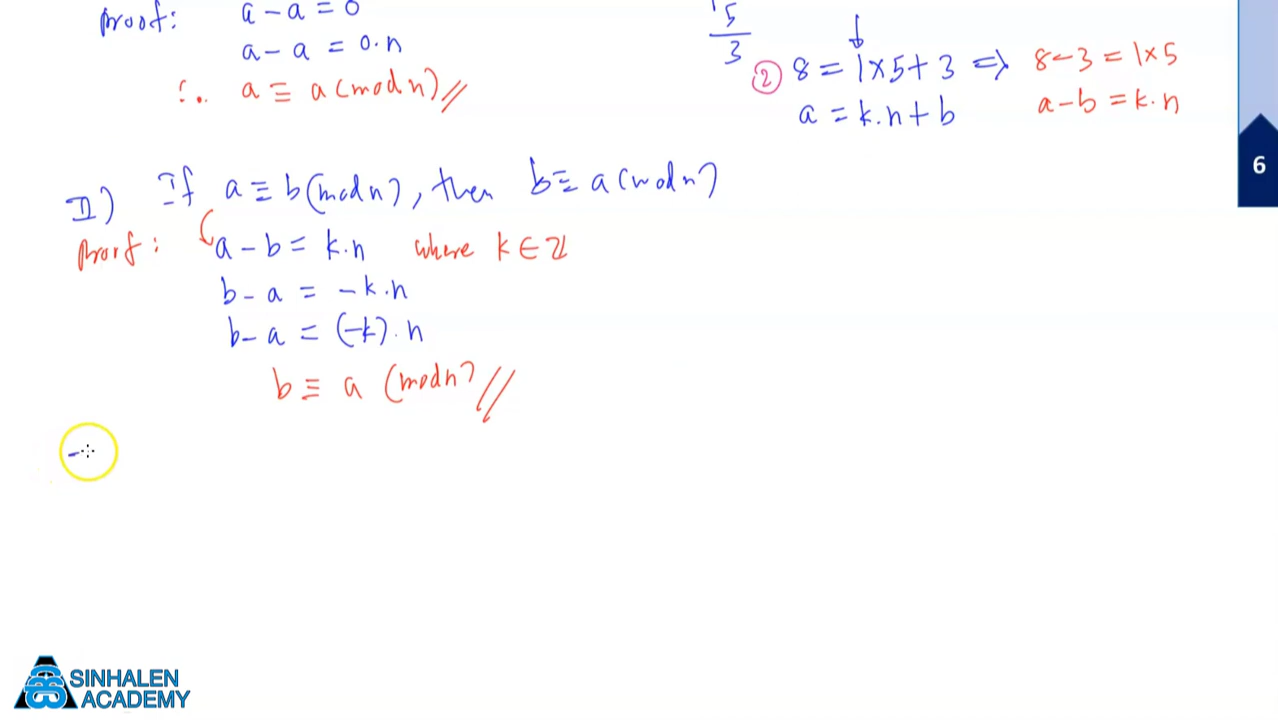 Proof: a - a = 0
a - a = 0·n
∴ a ≡ a (mod n) //
5
3
② 8 = 1×5+3 ⇒ 8-3 = 1×5
a = k.n + b a-b = k.n
6
II) If a ≡ b (mod n), then b ≡ a (mod n)
Proof: a - b = k.n where k ∈ ℤ
b - a = -k.n
b - a = (-k).n
b ≡ a (mod n) //
SINHALEN
ACADEMY